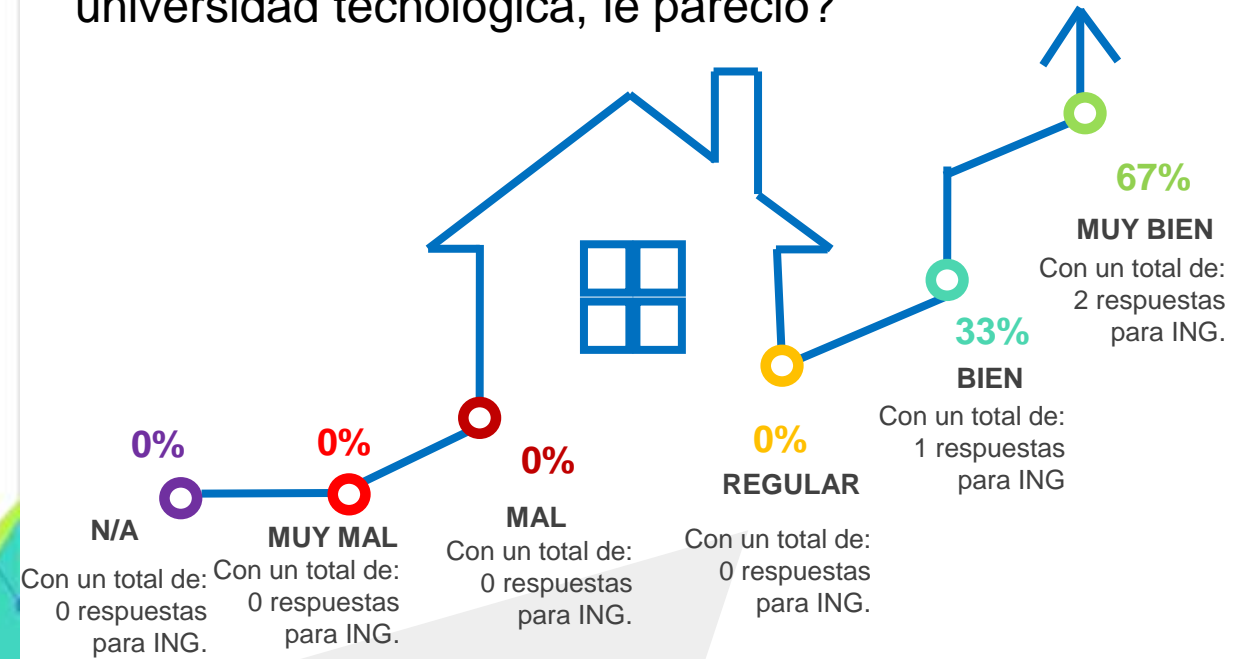 universidad tecnológica, le pareció?
0%
N/A
Con un total de:
0 respuestas
para ING.
0%
MUY MAL
Con un total de:
0 respuestas
para ING.
0%
MAL
Con un total de:
0 respuestas
para ING.
0%
REGULAR
Con un total de:
0 respuestas
para ING.
33%
BIEN
Con un total de:
1 respuestas
para ING
67%
MUY BIEN
Con un total de:
2 respuestas
para ING.